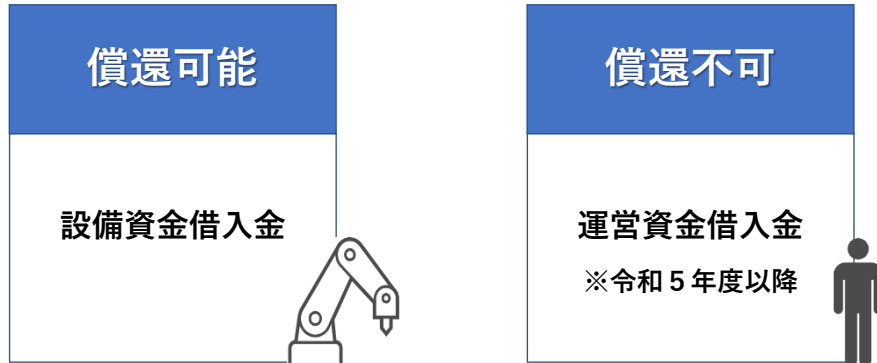 償還可能
設備資金借入金
償還不可
運営資金借入金
※令和５年度以降